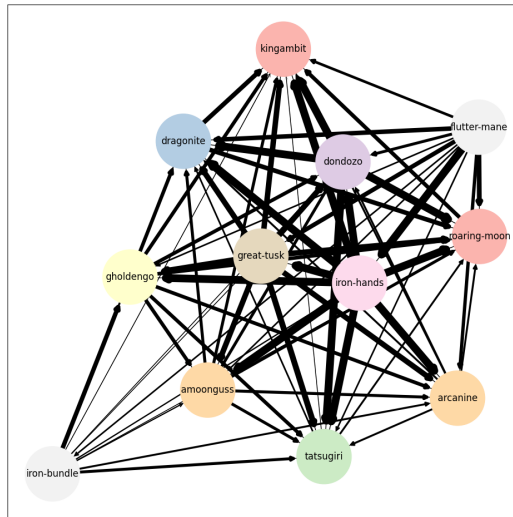 kingambit
flutter-mane
dragonite
dondozo
roaring-moon
great-tusk
gholdengo
iron-hands
amoonguss
arcanine
tatsugiri
iron-bundle